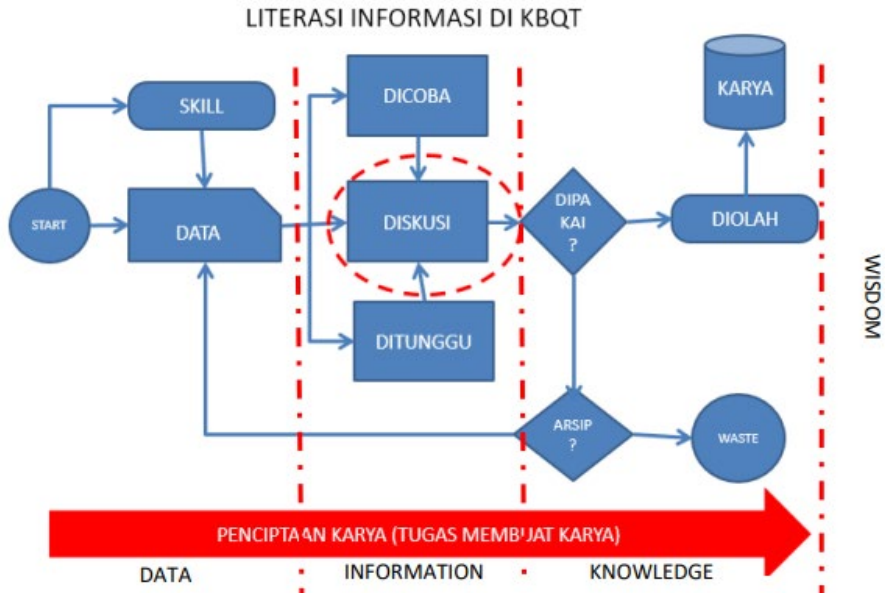 LITERASI INFORMASI DI KBQT
SKILL
DICOBA
KARYA
START
DATA
DISKUSI
DIPA
KAI
?
DIOLAH
DITUNGGU
WISDOM
ARSIP
?
WASTE
PENCIPTAAN KARYA (TUGAS MEMBUAT KARYA)
DATA
INFORMATION
KNOWLEDGE